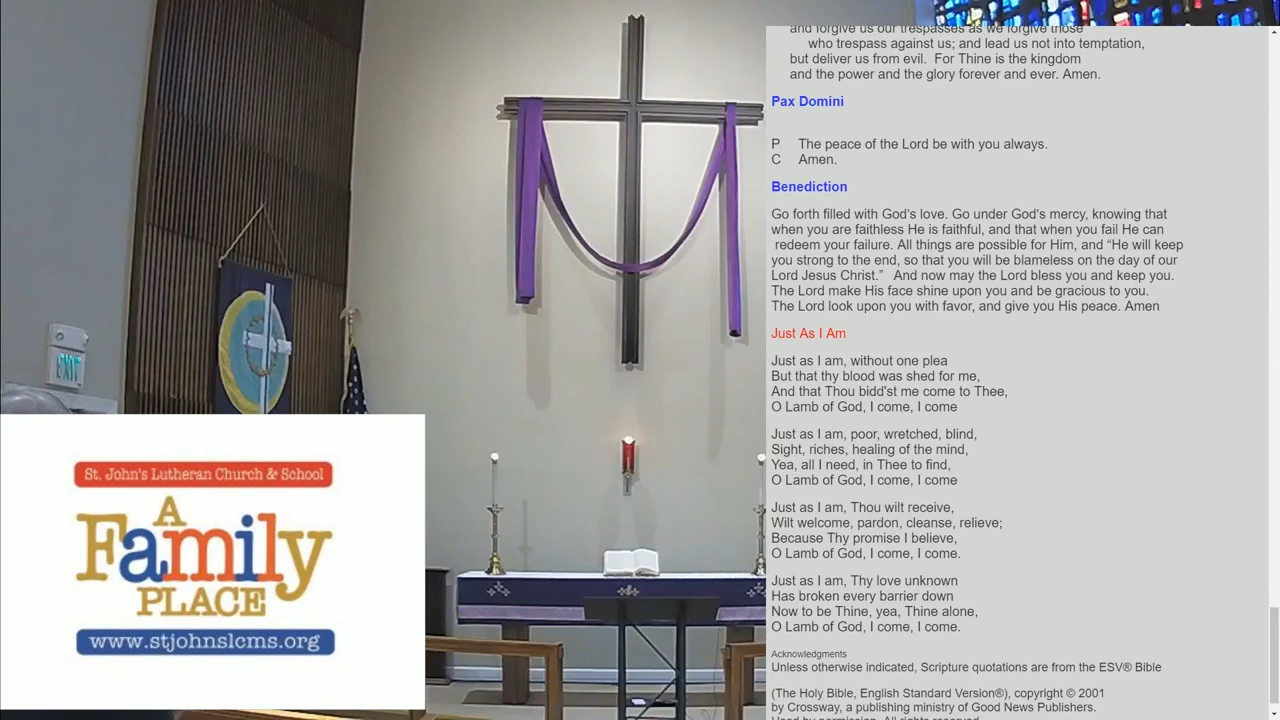 EXIT
St. John's Lutheran Church & School
A
Family
PLACE
www.stjohnslcms.org
and forgive us our trespasses as we forgive those
who trespass against us; and lead us not into temptation,
but deliver us from evil.  For Thine is the kingdom
and the power and the glory forever and ever. Amen.
Pax Domini
P The peace of the Lord be with you always.
C Amen.
Benediction
Go forth filled with God's love. Go under God's mercy, knowing that
when you are faithless He is faithful, and that when you fail He can
redeem your failure. All things are possible for Him, and “He will keep
you strong to the end, so that you will be blameless on the day of our
Lord Jesus Christ.”   And now may the Lord bless you and keep you.
The Lord make His face shine upon you and be gracious to you.
The Lord look upon you with favor, and give you His peace. Amen
Just As I Am
Just as I am, without one plea
But that thy blood was shed for me,
And that Thou bidd'st me come to Thee,
O Lamb of God, I come, I come
Just as I am, poor, wretched, blind,
Sight, riches, healing of the mind,
Yea, all I need, in Thee to find,
O Lamb of God, I come, I come
Just as I am, Thou wilt receive,
Wilt welcome, pardon, cleanse, relieve;
Because Thy promise I believe,
O Lamb of God, I come, I come.
Just as I am, Thy love unknown
Has broken every barrier down
Now to be Thine, yea, Thine alone,
O Lamb of God, I come, I come.
Acknowledgments
Unless otherwise indicated, Scripture quotations are from the ESV® Bible
(The Holy Bible, English Standard Version®), copyright © 2001
by Crossway, a publishing ministry of Good News Publishers.
Used by permission. All rights reserved.